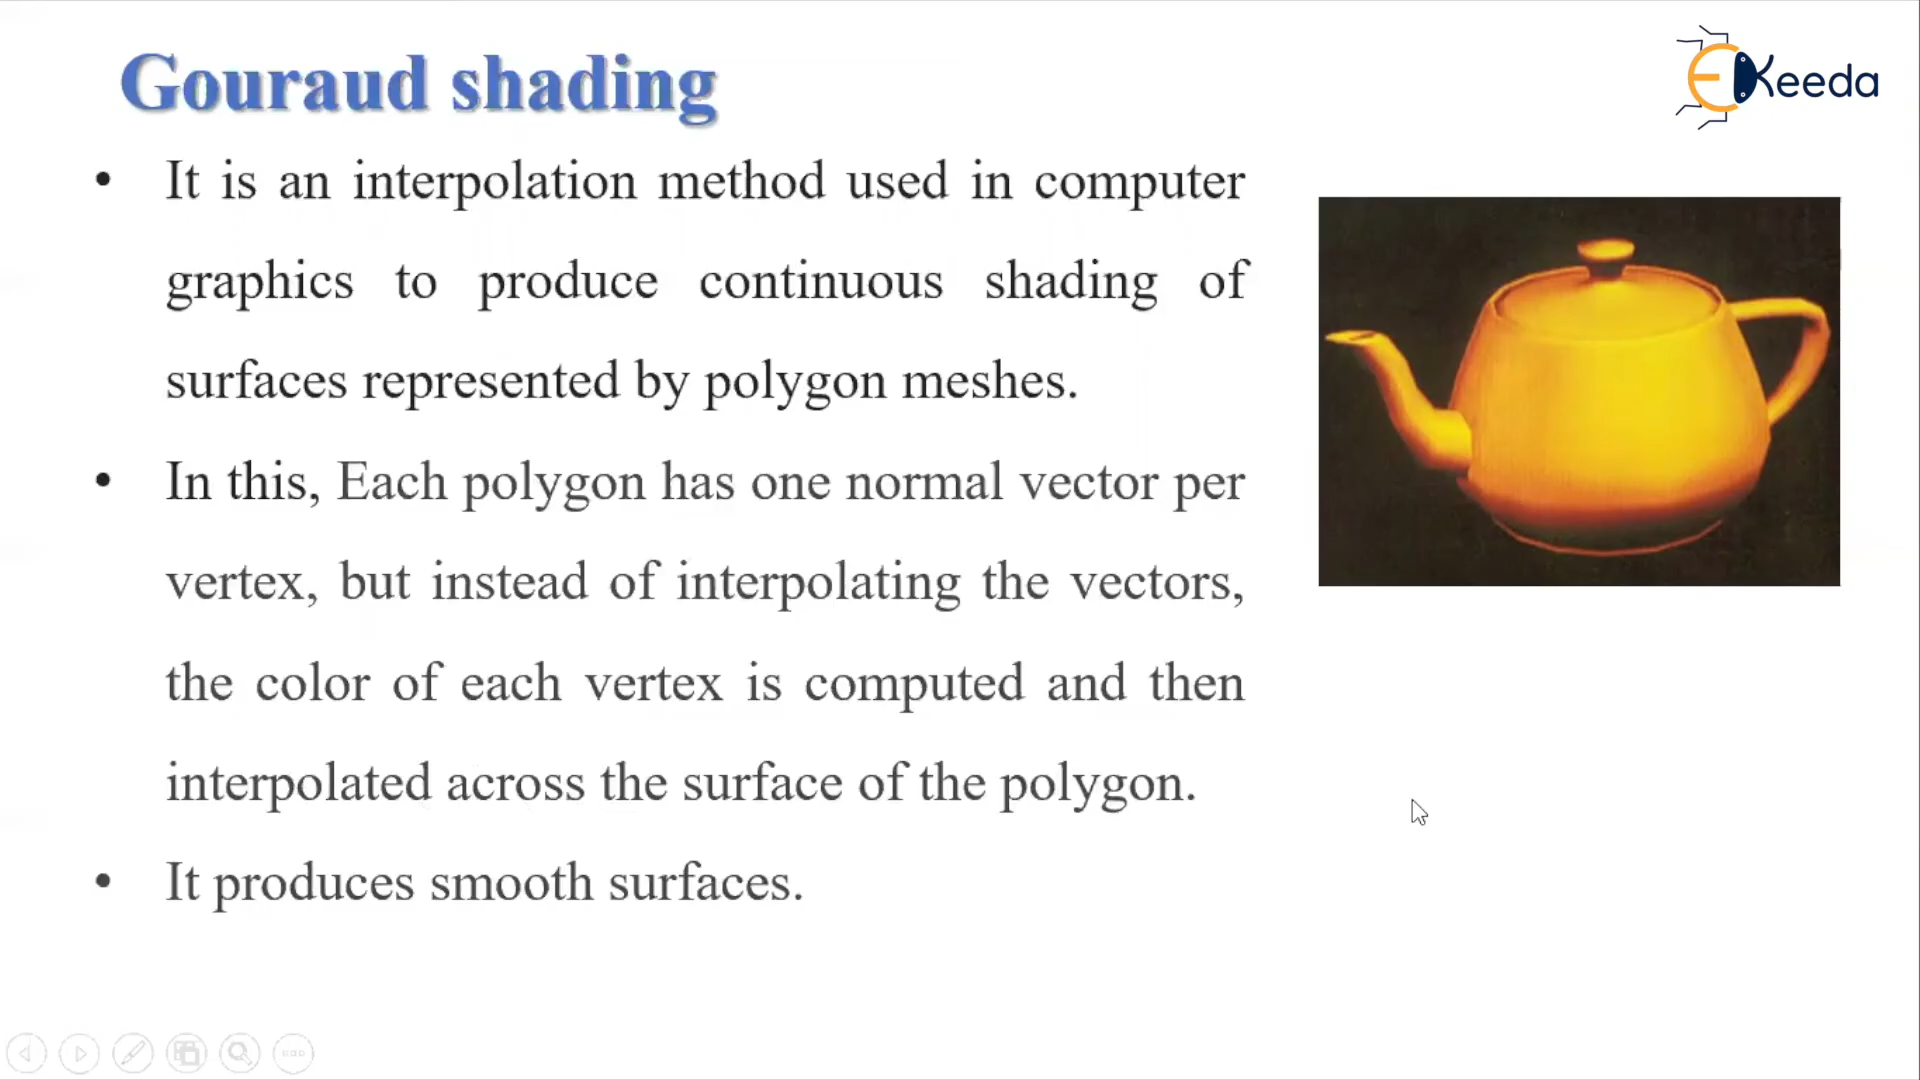 Gouraud shading
EKeeda
• It is an interpolation method used in computer
graphics to produce continuous shading of
surfaces represented by polygon meshes.
• In this, Each polygon has one normal vector per
vertex, but instead of interpolating the vectors,
the color of each vertex is computed and then
interpolated across the surface of the polygon.
• It produces smooth surfaces.